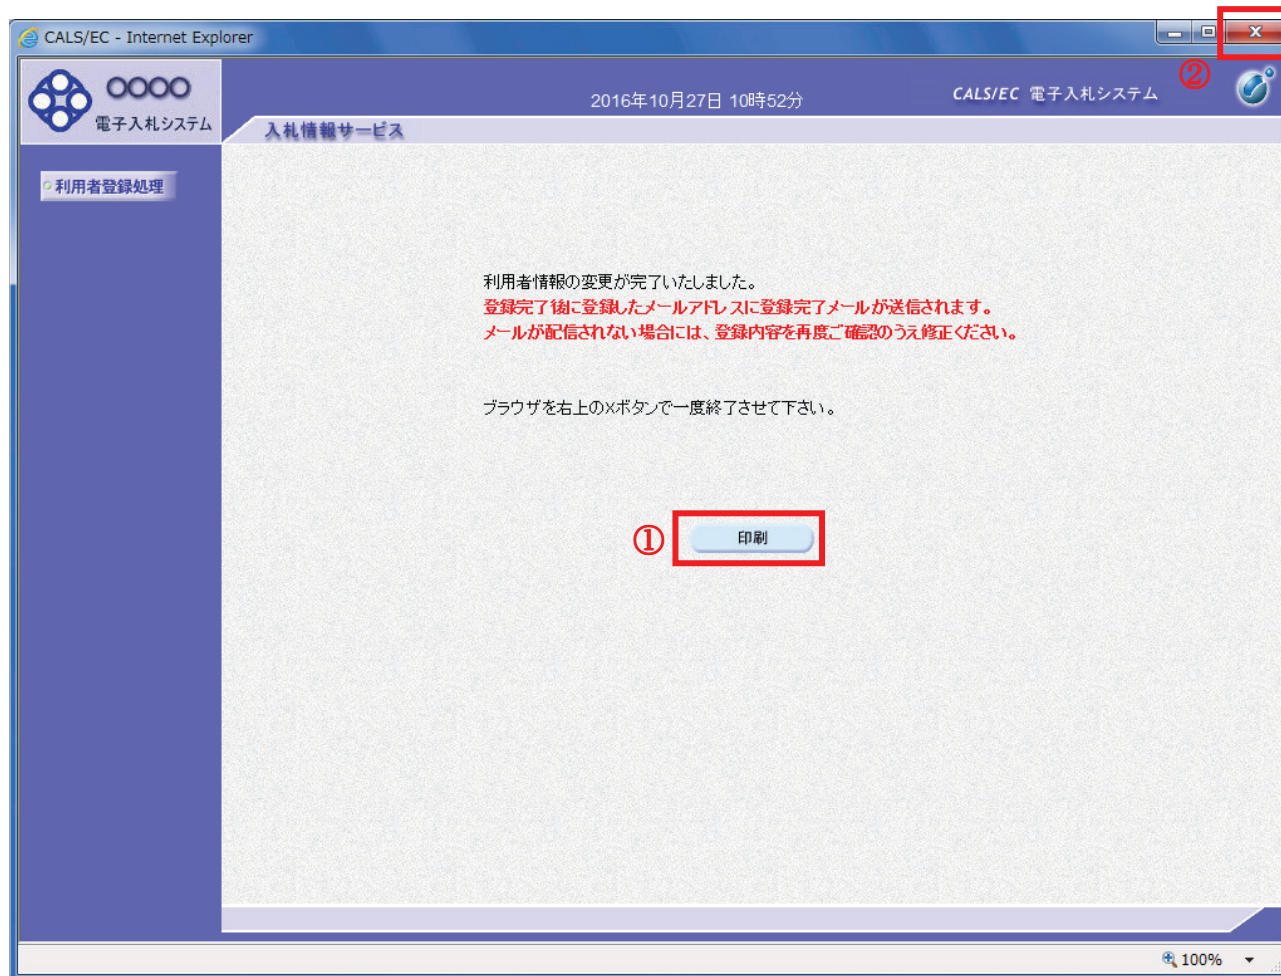 CALS/EC - Internet Explorer
②
○○○○
電子入札システム
2016年10月27日 10時52分
CALS/EC 電子入札システム
入札情報サービス
利用者登録処理
利用者情報の変更が完了いたしました。
登録完了後に登録したメールアドレスに登録完了メールが送信されます。
メールが配信されない場合には、登録内容を再度ご確認のうえ修正ください。
ブラウザを右上の×ボタンで一度終了させて下さい。
① 印刷
100%